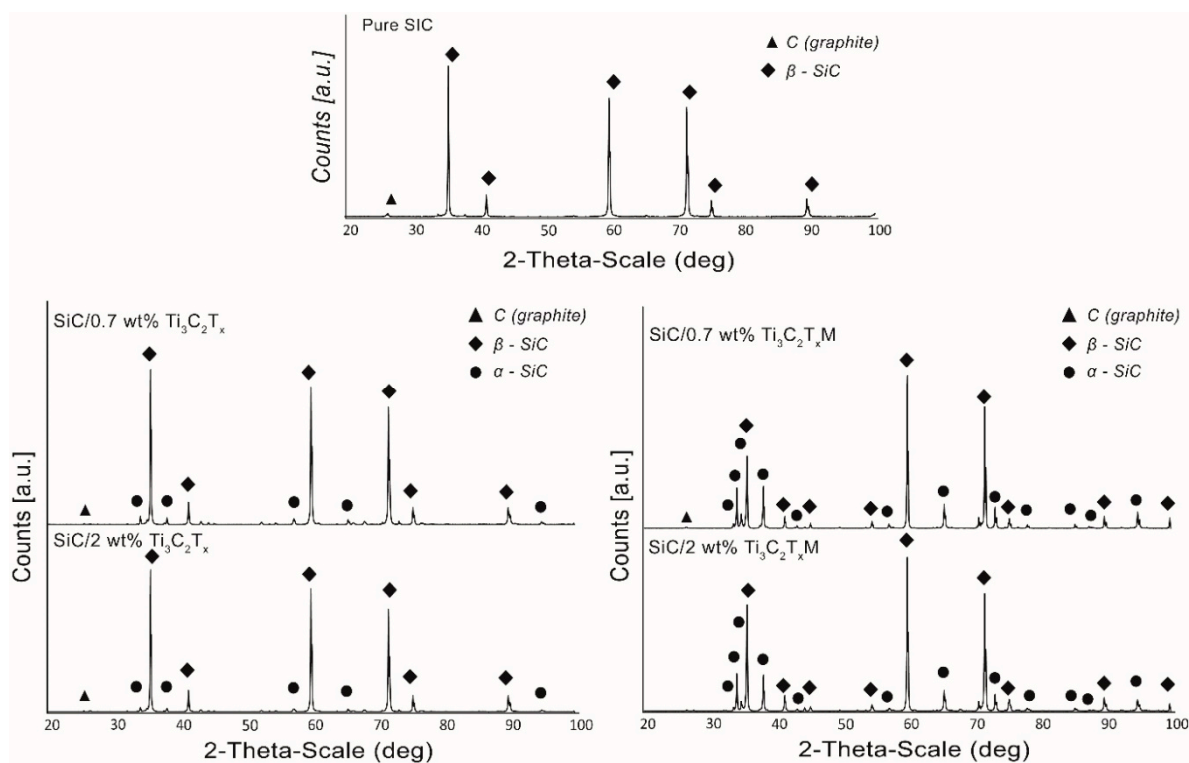 Pure SIC
C (graphite)
β - SiC
Counts [a.u.]
20 30 40 50 60 70 80 90 100
2-Theta-Scale (deg)
SiC/0.7 wt% Ti₃C₂Tₓ
C (graphite)
β - SiC
α - SiC
SiC/2 wt% Ti₃C₂Tₓ
Counts [a.u.]
20 30 40 50 60 70 80 90 100
2-Theta-Scale (deg)
SiC/0.7 wt% Ti₃C₂TₓM
C (graphite)
β - SiC
α - SiC
SiC/2 wt% Ti₃C₂TₓM
Counts [a.u.]
20 30 40 50 60 70 80 90 100
2-Theta-Scale (deg)